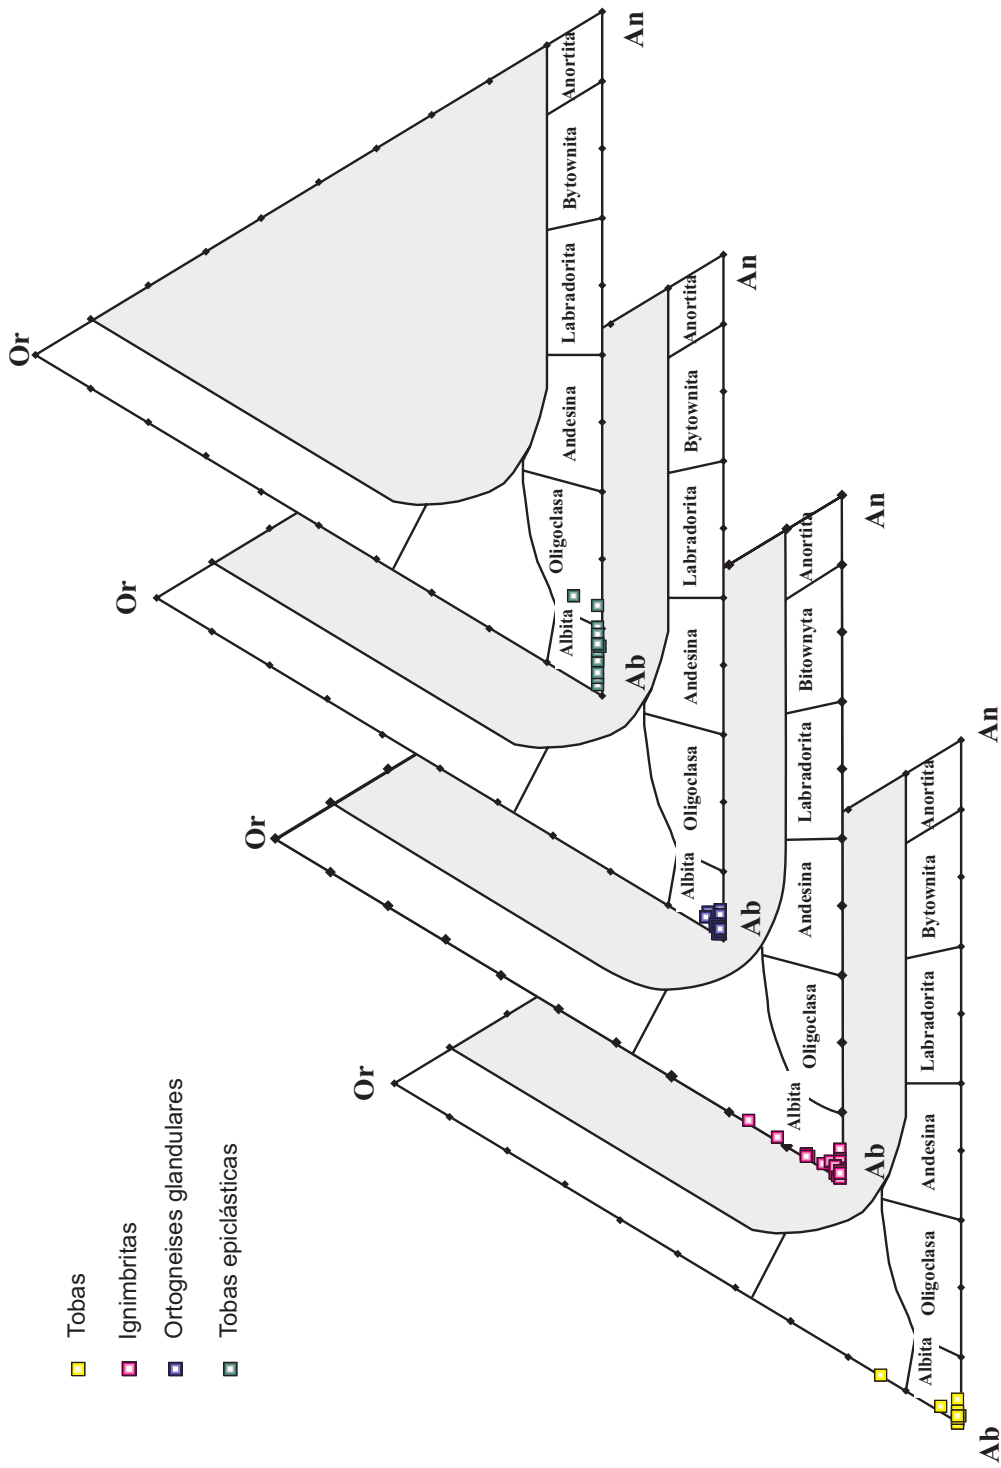 Or
An
Anortita
Bytownita
Labradorita
Andesina
Oligoclasa
Albita
Ab
Or
An
Anortita
Bytownita
Labradorita
Andesina
Oligoclasa
Albita
Ab
Or
An
Anortita
Bitownyta
Labradorita
Andesina
Oligoclasa
Albita
Ab
Or
An
Anortita
Bytownita
Labradorita
Andesina
Oligoclasa
Albita
Ab
Tobas
Ignimbritas
Ortogneises glandulares
Tobas epiclásticas